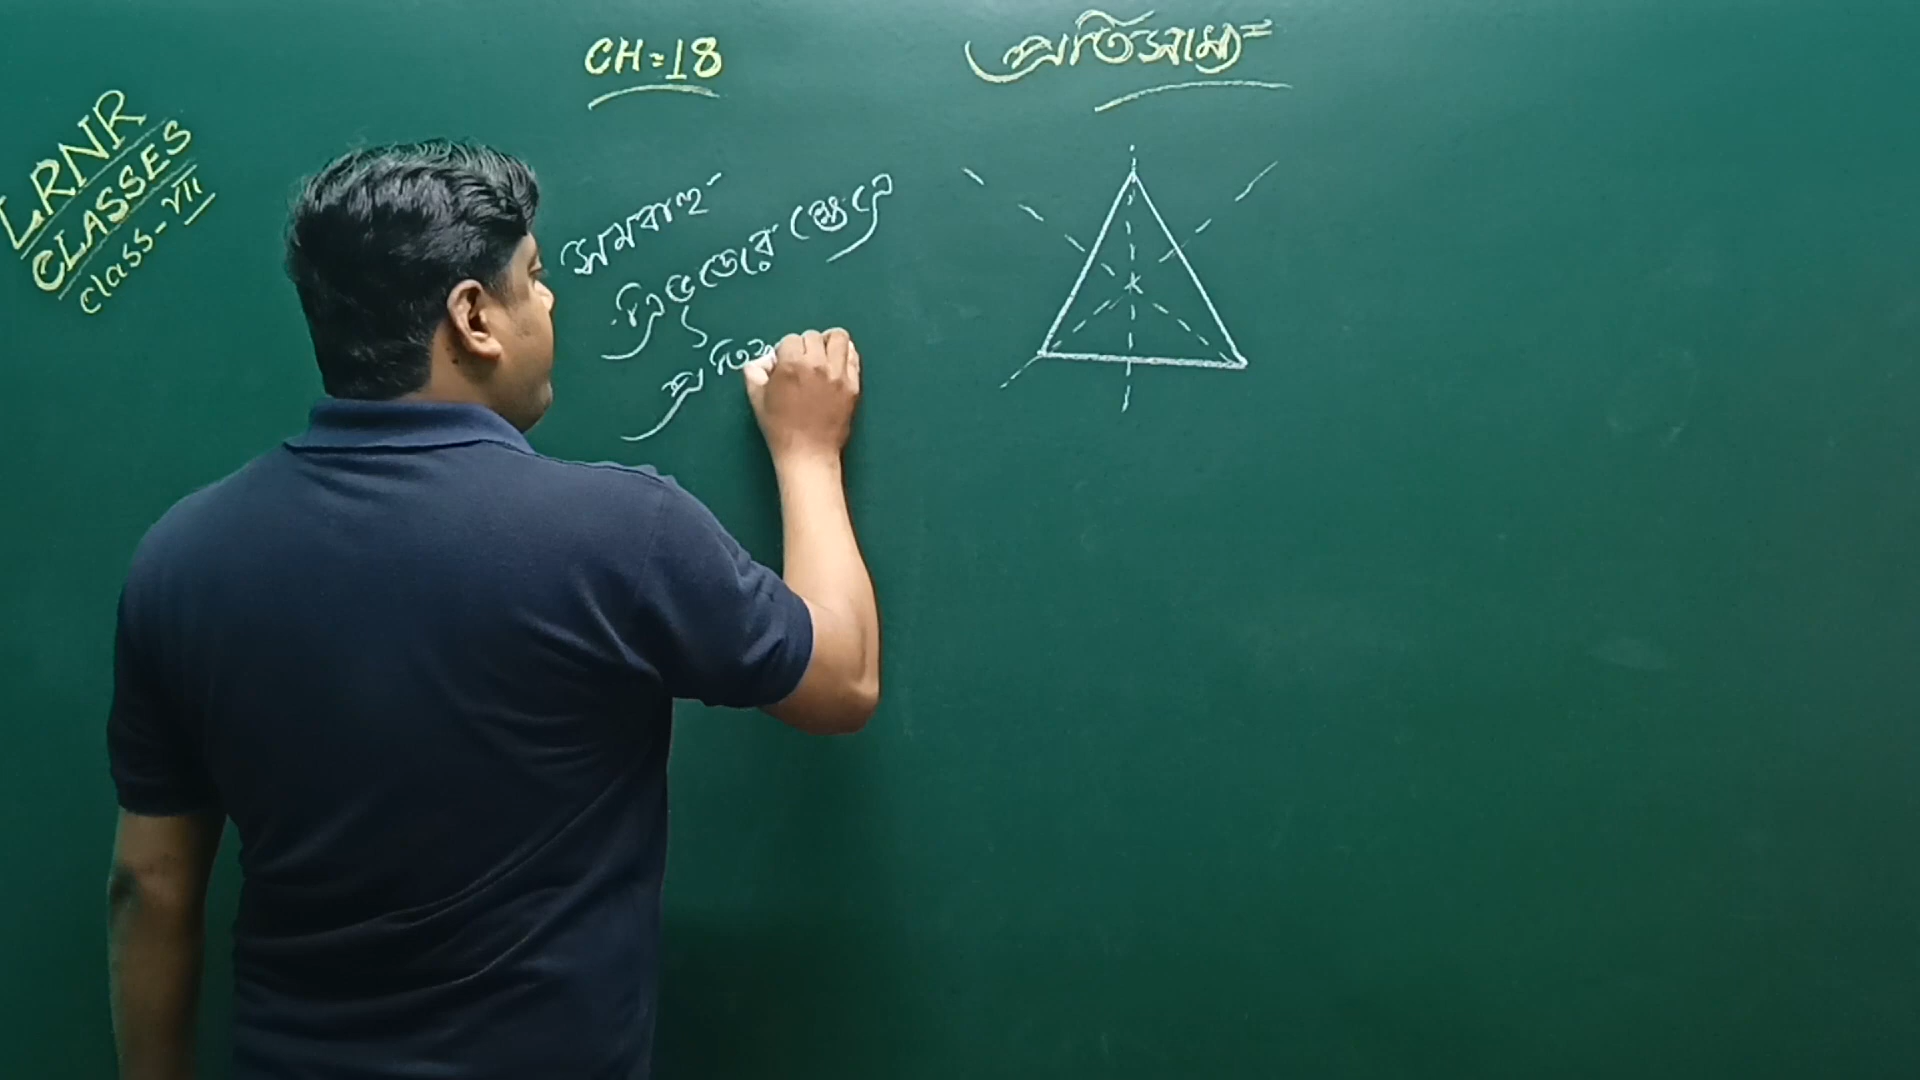 CH=18
প্রতিসাম্য=
LRNR
CLASSES
Class-VII
সমবাহু
ত্রিভুজের ক্ষেত্রে